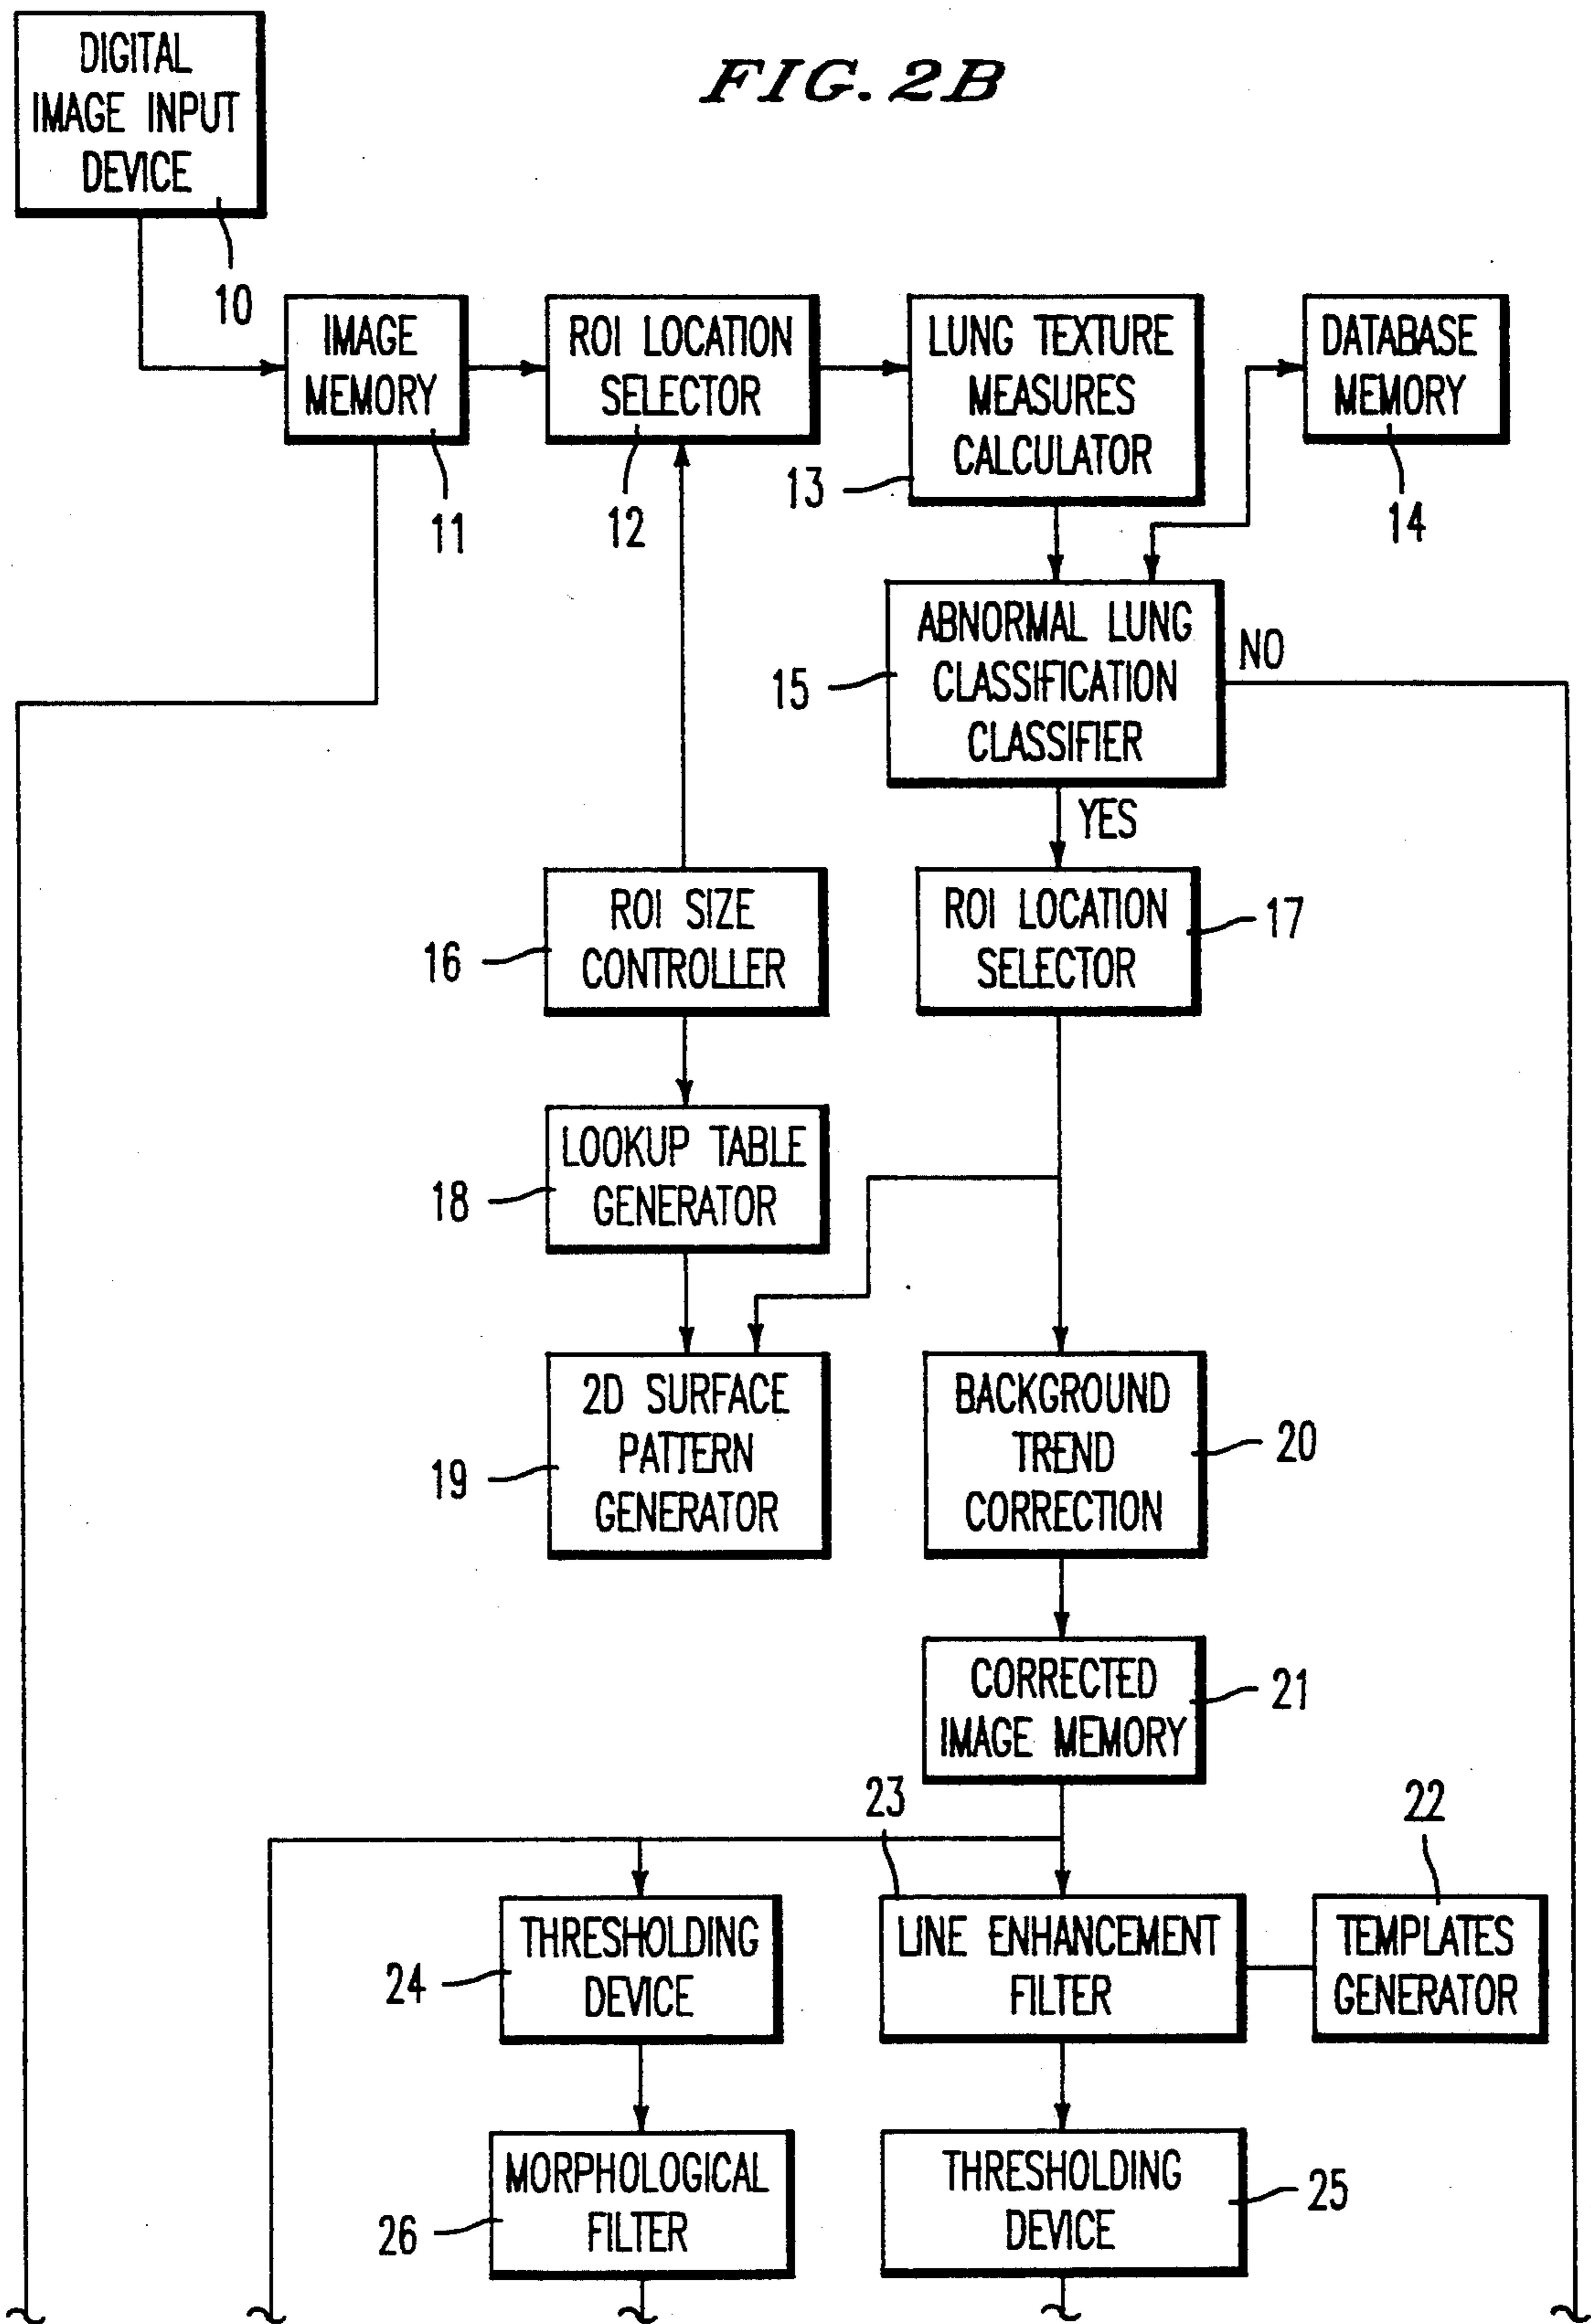 FIG. 2B
DIGITAL
IMAGE INPUT
DEVICE
10
IMAGE
MEMORY
11
ROI LOCATION
SELECTOR
12
LUNG TEXTURE
MEASURES
CALCULATOR
13
DATABASE
MEMORY
14
ABNORMAL LUNG
CLASSIFICATION
CLASSIFIER
15
NO
YES
ROI SIZE
CONTROLLER
16
ROI LOCATION
SELECTOR
17
LOOKUP TABLE
GENERATOR
18
2D SURFACE
PATTERN
GENERATOR
19
BACKGROUND
TREND
CORRECTION
20
CORRECTED
IMAGE MEMORY
21
23
22
THRESHOLDING
DEVICE
24
LINE ENHANCEMENT
FILTER
TEMPLATES
GENERATOR
MORPHOLOGICAL
FILTER
26
THRESHOLDING
DEVICE
25